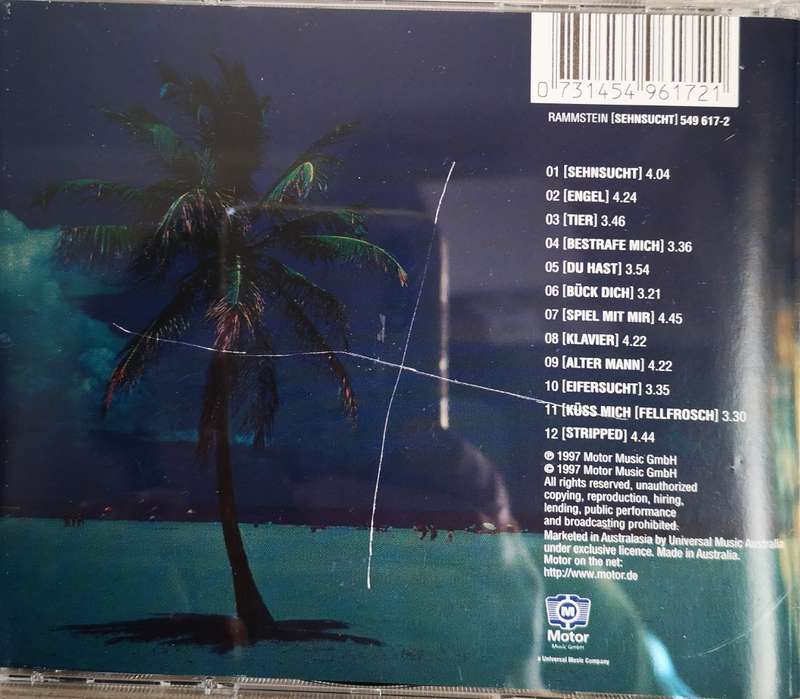 0 731454 961721
RAMMSTEIN [SEHNSUCHT] 549 617-2
01 [SEHNSUCHT] 4.04
02 [ENGEL] 4.24
03 [TIER] 3.46
04 [BESTRAFE MICH] 3.36
05 [DU HAST] 3.54
06 [BÜCK DICH] 3.21
07 [SPIEL MIT MIR] 4.45
08 [KLAVIER] 4.22
09 [ALTER MANN] 4.22
10 [EIFERSUCHT] 3.35
11 [KÜSS MICH [FELLFROSCH] 3.30
12 [STRIPPED] 4.44
℗ 1997 Motor Music GmbH
© 1997 Motor Music GmbH
All rights reserved, unauthorized
copying, reproduction, hiring,
lending, public performance
and broadcasting prohibited.
Marketed in Australasia by Universal Music Australia
under exclusive licence. Made in Australia.
Motor on the net:
http://www.motor.de
M
Motor
Music GmbH
a Universal Music Company